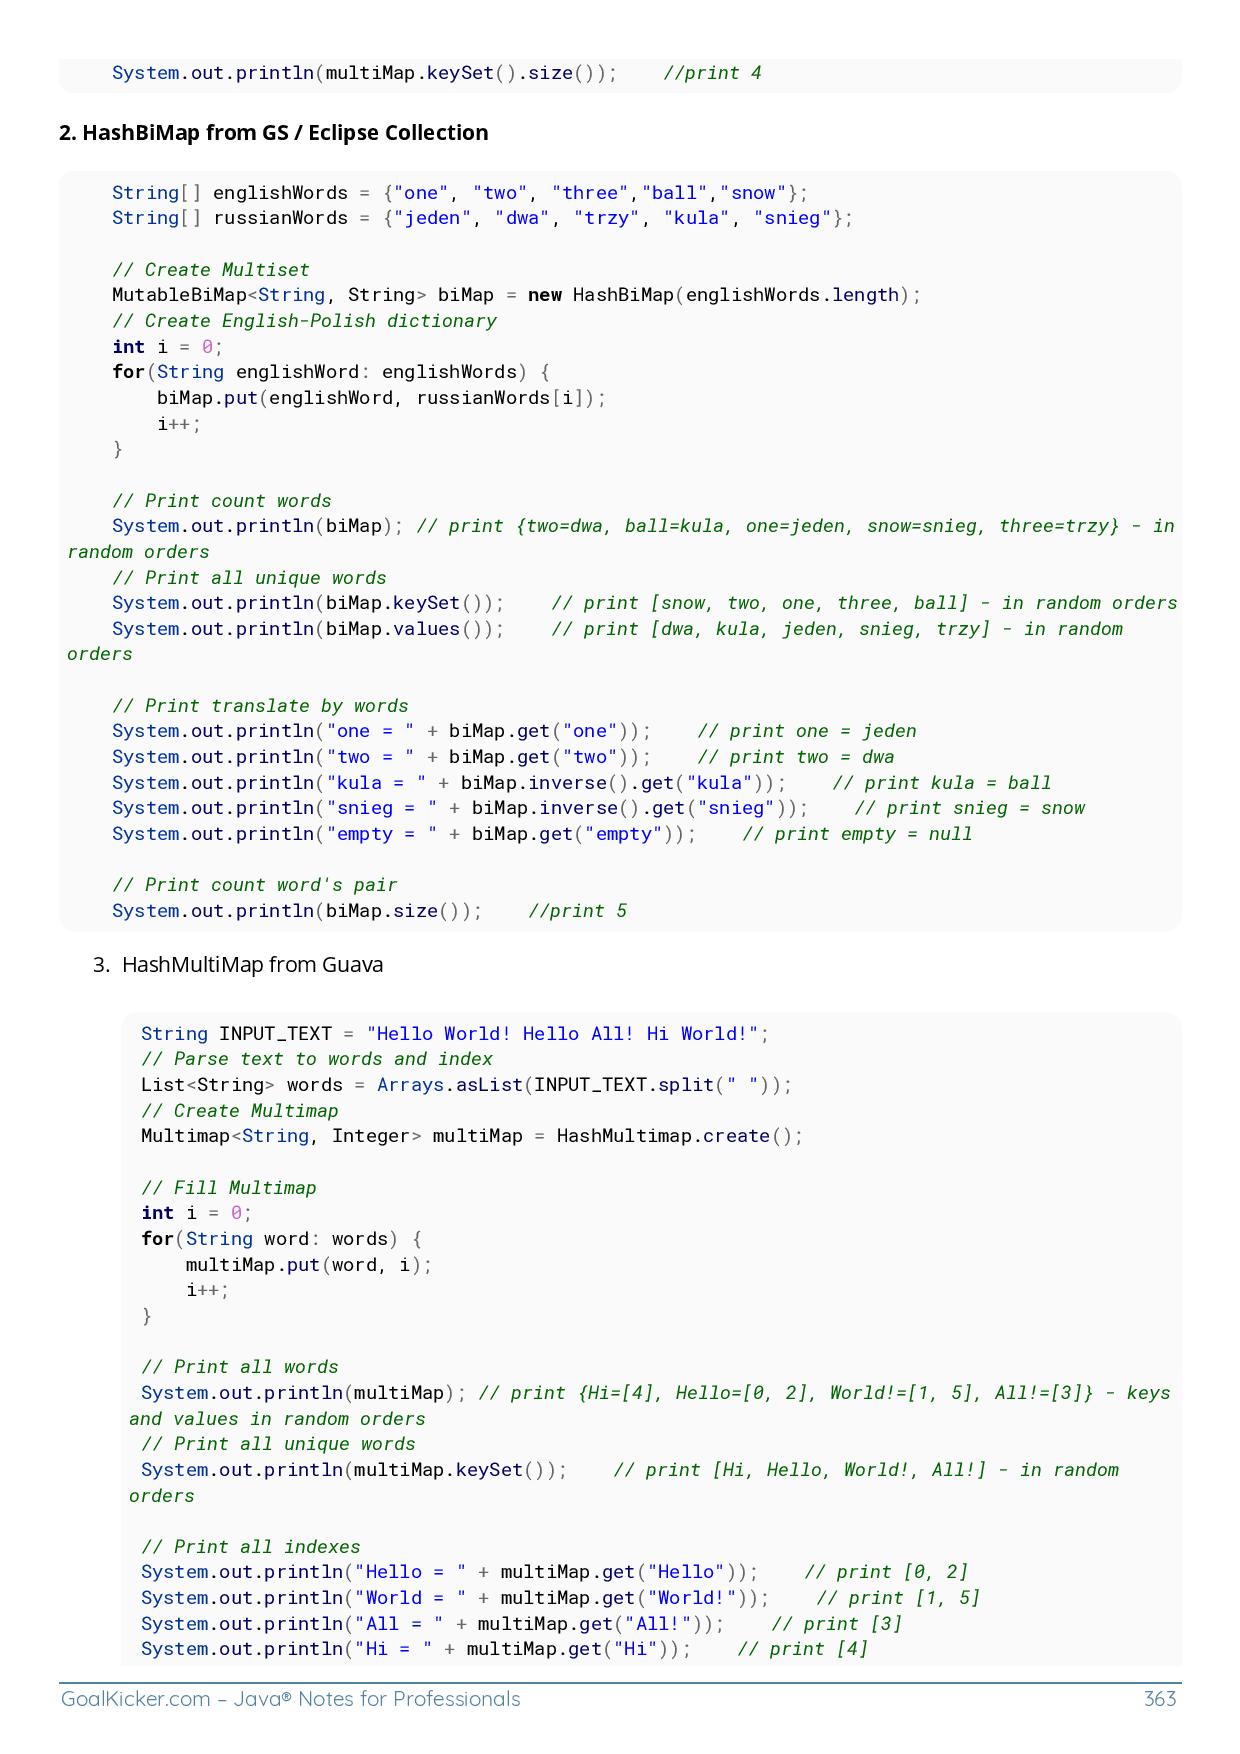 System.out.println(multiMap.keySet().size());    //print 4
2. HashBiMap from GS / Eclipse Collection
String[] englishWords = {"one", "two", "three","ball","snow"};
String[] russianWords = {"jeden", "dwa", "trzy", "kula", "snieg"};
// Create Multiset
MutableBiMap<String, String> biMap = new HashBiMap(englishWords.length);
// Create English-Polish dictionary
int i = 0;
for(String englishWord: englishWords) {
    biMap.put(englishWord, russianWords[i]);
    i++;
}
// Print count words
System.out.println(biMap); // print {two=dwa, ball=kula, one=jeden, snow=snieg, three=trzy} - in
random orders
// Print all unique words
System.out.println(biMap.keySet());    // print [snow, two, one, three, ball] - in random orders
System.out.println(biMap.values());    // print [dwa, kula, jeden, snieg, trzy] - in random
orders
// Print translate by words
System.out.println("one = " + biMap.get("one"));    // print one = jeden
System.out.println("two = " + biMap.get("two"));    // print two = dwa
System.out.println("kula = " + biMap.inverse().get("kula"));    // print kula = ball
System.out.println("snieg = " + biMap.inverse().get("snieg"));    // print snieg = snow
System.out.println("empty = " + biMap.get("empty"));    // print empty = null
// Print count word's pair
System.out.println(biMap.size());    //print 5
3. HashMultiMap from Guava
String INPUT_TEXT = "Hello World! Hello All! Hi World!";
// Parse text to words and index
List<String> words = Arrays.asList(INPUT_TEXT.split(" "));
// Create Multimap
Multimap<String, Integer> multiMap = HashMultimap.create();
// Fill Multimap
int i = 0;
for(String word: words) {
    multiMap.put(word, i);
    i++;
}
// Print all words
System.out.println(multiMap); // print {Hi=[4], Hello=[0, 2], World!=[1, 5], All!=[3]} - keys
and values in random orders
// Print all unique words
System.out.println(multiMap.keySet());    // print [Hi, Hello, World!, All!] - in random
orders
// Print all indexes
System.out.println("Hello = " + multiMap.get("Hello"));    // print [0, 2]
System.out.println("World = " + multiMap.get("World!"));    // print [1, 5]
System.out.println("All = " + multiMap.get("All!"));    // print [3]
System.out.println("Hi = " + multiMap.get("Hi"));    // print [4]
GoalKicker.com – Java® Notes for Professionals 363